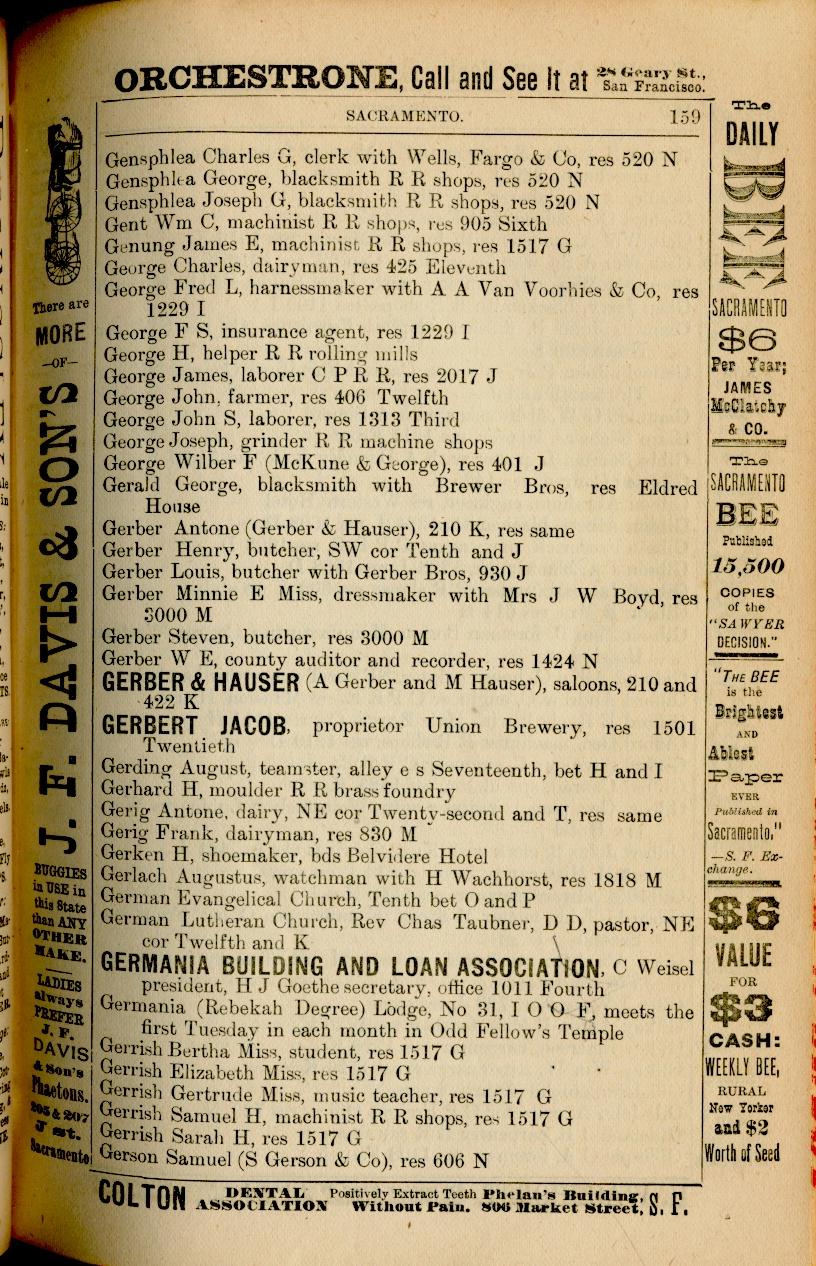 ORCHESTRONE, Call and See It at 28 Geary St., San Francisco.
SACRAMENTO. 159
Gensphlea Charles G, clerk with Wells, Fargo & Co, res 520 N
Gensphlea George, blacksmith R R shops, res 520 N
Gensphlea Joseph G, blacksmith R R shops, res 520 N
Gent Wm C, machinist R R shops, res 905 Sixth
Genung James E, machinist R R shops, res 1517 G
George Charles, dairyman, res 425 Eleventh
George Fred L, harnessmaker with A A Van Voorhies & Co, res
1229 I
George F S, insurance agent, res 1229 I
George H, helper R R rolling mills
George James, laborer C P R R, res 2017 J
George John, farmer, res 406 Twelfth
George John S, laborer, res 1313 Third
George Joseph, grinder R R machine shops
George Wilber F (McKune & George), res 401 J
Gerald George, blacksmith with Brewer Bros, res Eldred
House
Gerber Antone (Gerber & Hauser), 210 K, res same
Gerber Henry, butcher, SW cor Tenth and J
Gerber Louis, butcher with Gerber Bros, 930 J
Gerber Minnie E Miss, dressmaker with Mrs J W Boyd, res
3000 M
Gerber Steven, butcher, res 3000 M
Gerber W E, county auditor and recorder, res 1424 N
GERBER & HAUSER (A Gerber and M Hauser), saloons, 210 and
422 K
GERBERT JACOB, proprietor Union Brewery, res 1501
Twentieth
Gerding August, teamster, alley e s Seventeenth, bet H and I
Gerhard H, moulder R R brass foundry
Gerig Antone, dairy, NE cor Twenty-second and T, res same
Gerig Frank, dairyman, res 830 M
Gerken H, shoemaker, bds Belvidere Hotel
Gerlach Augustus, watchman with H Wachhorst, res 1818 M
German Evangelical Church, Tenth bet O and P
German Lutheran Church, Rev Chas Taubner, D D, pastor, NE
cor Twelfth and K
GERMANIA BUILDING AND LOAN ASSOCIATION, C Weisel
president, H J Goethe secretary, office 1011 Fourth
Germania (Rebekah Degree) Lodge, No 31, I O O F, meets the
first Tuesday in each month in Odd Fellow's Temple
Gerrish Bertha Miss, student, res 1517 G
Gerrish Elizabeth Miss, res 1517 G
Gerrish Gertrude Miss, music teacher, res 1517 G
Gerrish Samuel H, machinist R R shops, res 1517 G
Gerrish Sarah H, res 1517 G
Gerson Samuel (S Gerson & Co), res 606 N
There are
MORE
—OF—
J. F. DAVIS & SON'S
BUGGIES
in USE in
this State
than ANY
OTHER
MAKE.
LADIES
always
PREFER
J. F.
DAVIS
& Son's
Phaetons.
205 & 207
J st.
Sacramento
The
DAILY
BEE
SACRAMENTO
$6
Per Year;
JAMES
McClatchy
& CO.
The
SACRAMENTO
BEE
Published
15,500
COPIES
of the
"SAWYER
DECISION."
"THE BEE
is the
Brightest
AND
Ablest
Paper
EVER
Published in
Sacramento,"
—S. F. Ex-
change.
$6
VALUE
FOR
$3
CASH:
WEEKLY BEE,
RURAL
New Yorker
and $2
Worth of Seed
COLTON DENTAL ASSOCIATION Positively Extract Teeth Without Pain. Phelan's Building, 806 Market Street, S. F.